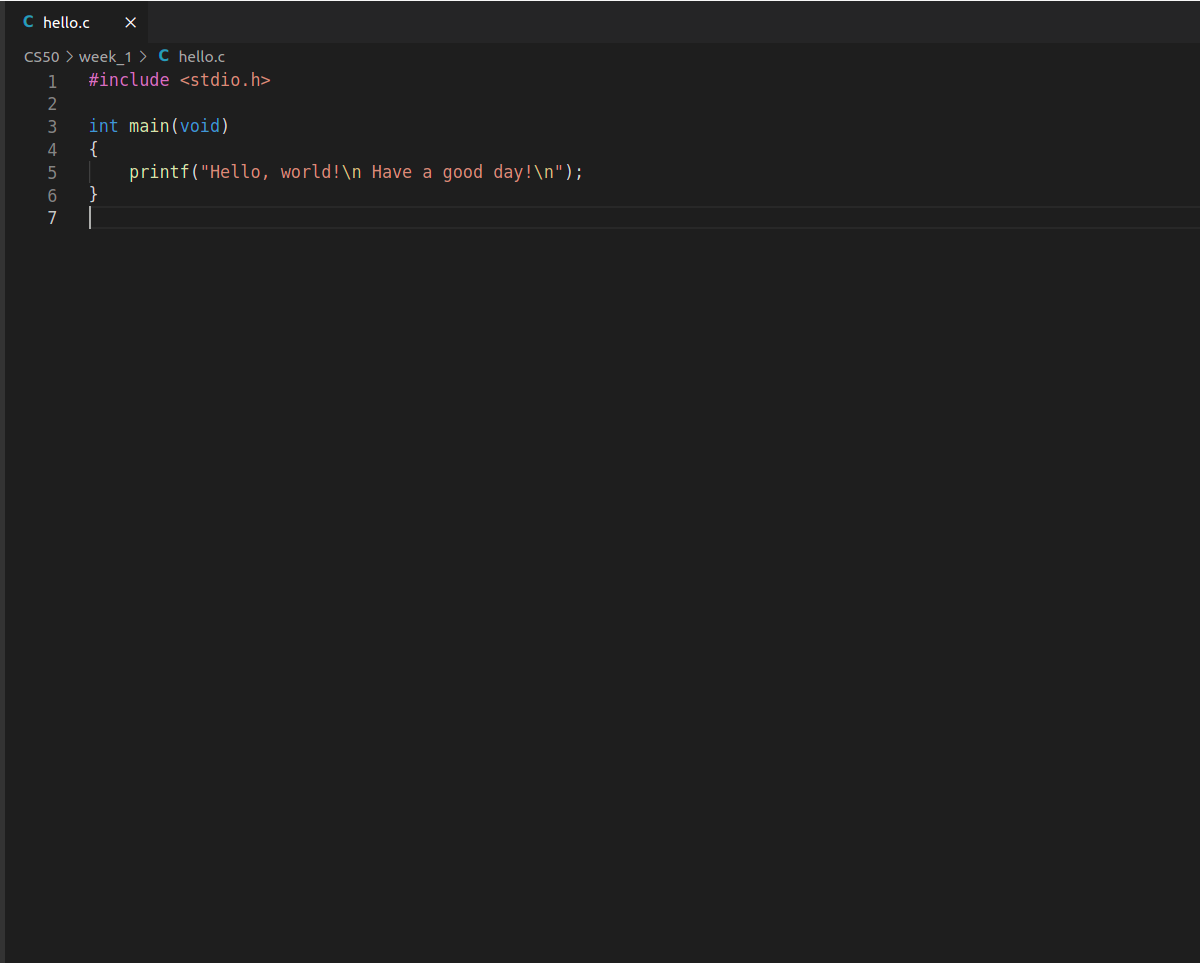 C hello.c ×
CS50 > week_1 > C hello.c
1 #include <stdio.h>
2
3 int main(void)
4 {
5     printf("Hello, world!\n Have a good day!\n");
6 }
7